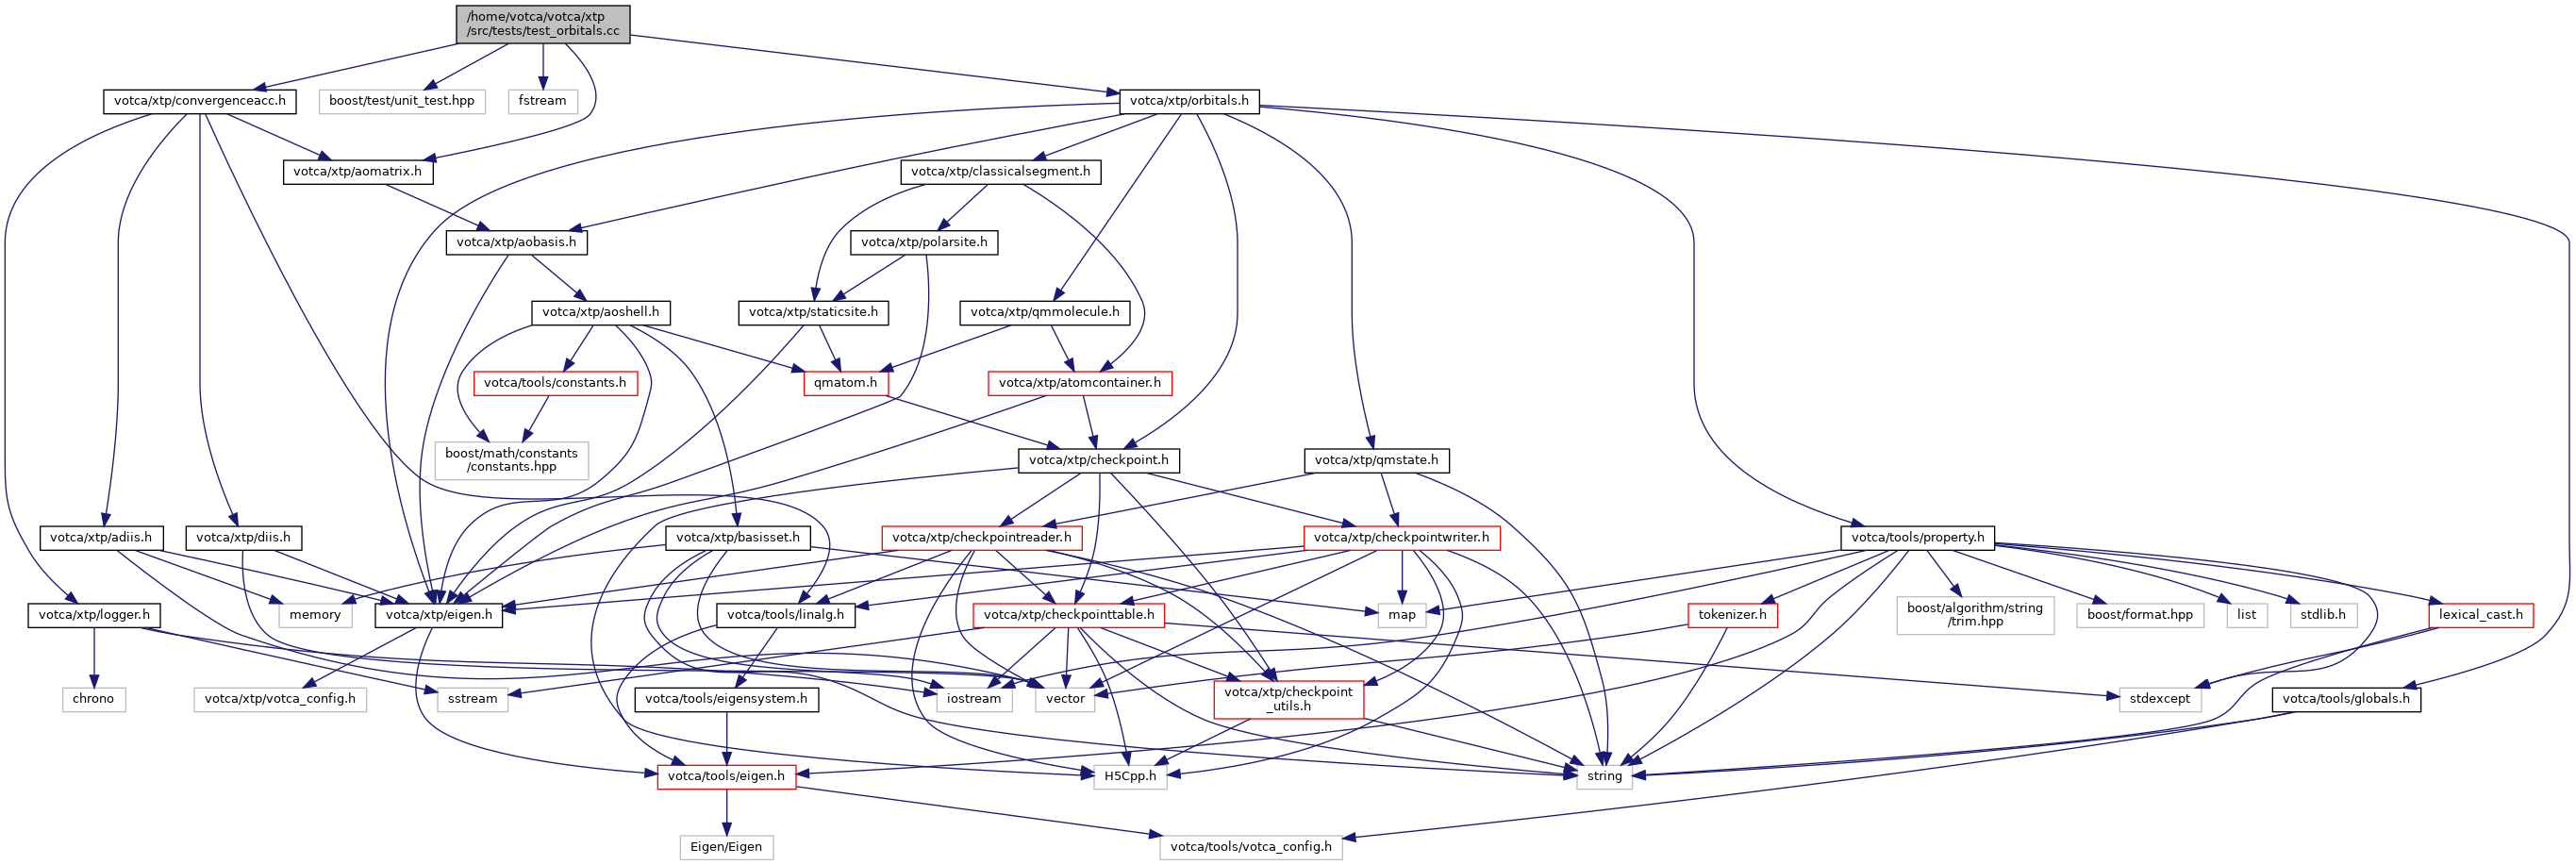 /home/votca/votca/xtp
/src/tests/test_orbitals.cc
votca/xtp/convergenceacc.h
boost/test/unit_test.hpp
fstream
votca/xtp/orbitals.h
votca/xtp/aomatrix.h
votca/xtp/classicalsegment.h
votca/xtp/aobasis.h
votca/xtp/polarsite.h
votca/xtp/aoshell.h
votca/xtp/staticsite.h
votca/xtp/qmmolecule.h
votca/tools/constants.h
qmatom.h
votca/xtp/atomcontainer.h
boost/math/constants
/constants.hpp
votca/xtp/checkpoint.h
votca/xtp/qmstate.h
votca/xtp/adiis.h
votca/xtp/diis.h
votca/xtp/basisset.h
votca/xtp/checkpointreader.h
votca/xtp/checkpointwriter.h
votca/tools/property.h
votca/xtp/logger.h
memory
votca/xtp/eigen.h
votca/tools/linalg.h
votca/xtp/checkpointtable.h
map
tokenizer.h
boost/algorithm/string
/trim.hpp
boost/format.hpp
list
stdlib.h
lexical_cast.h
chrono
votca/xtp/votca_config.h
sstream
votca/tools/eigensystem.h
iostream
vector
votca/xtp/checkpoint
_utils.h
stdexcept
votca/tools/globals.h
votca/tools/eigen.h
H5Cpp.h
string
Eigen/Eigen
votca/tools/votca_config.h